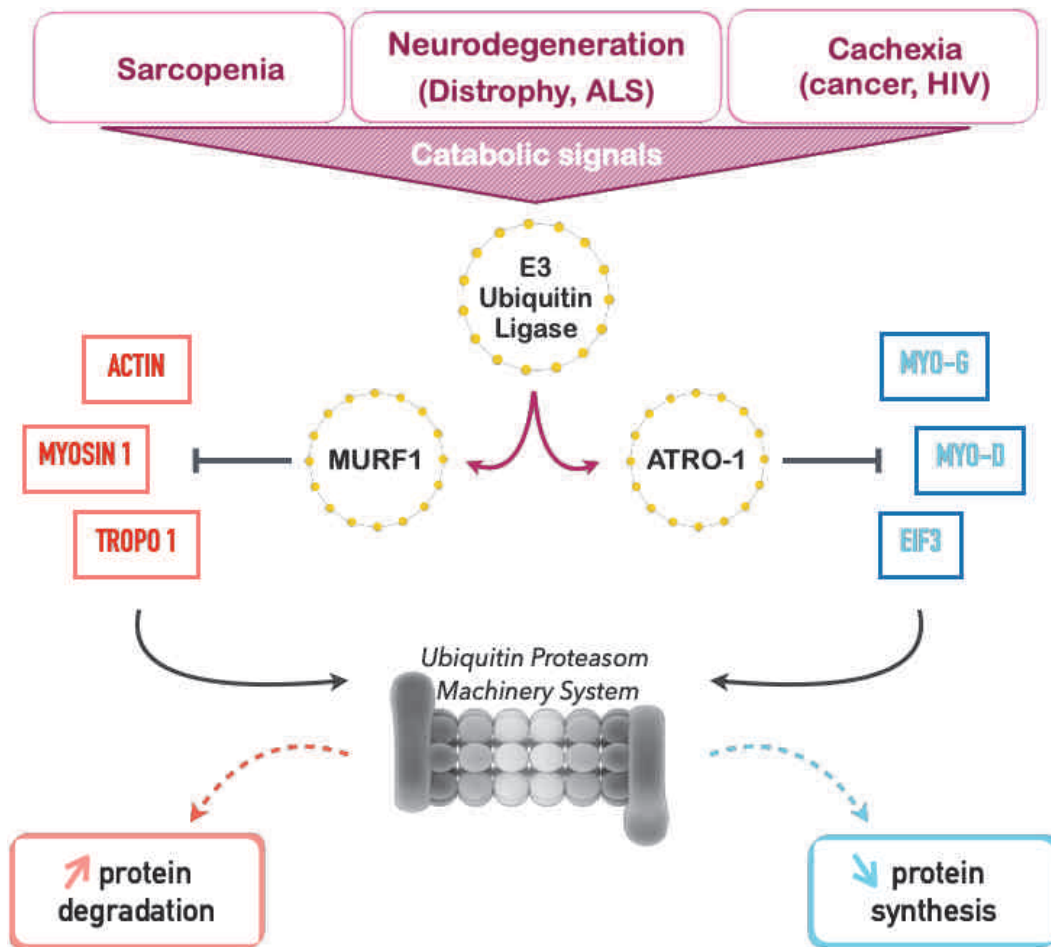 Sarcopenia
Neurodegeneration
(Distrophy, ALS)
Cachexia
(cancer, HIV)
Catabolic signals
E3
Ubiquitin
Ligase
ACTIN
MYOSIN 1
TROPO 1
MURF1
ATRO-1
MYO-G
MYO-D
EIF3
Ubiquitin Proteasom
Machinery System
protein
degradation
protein
synthesis